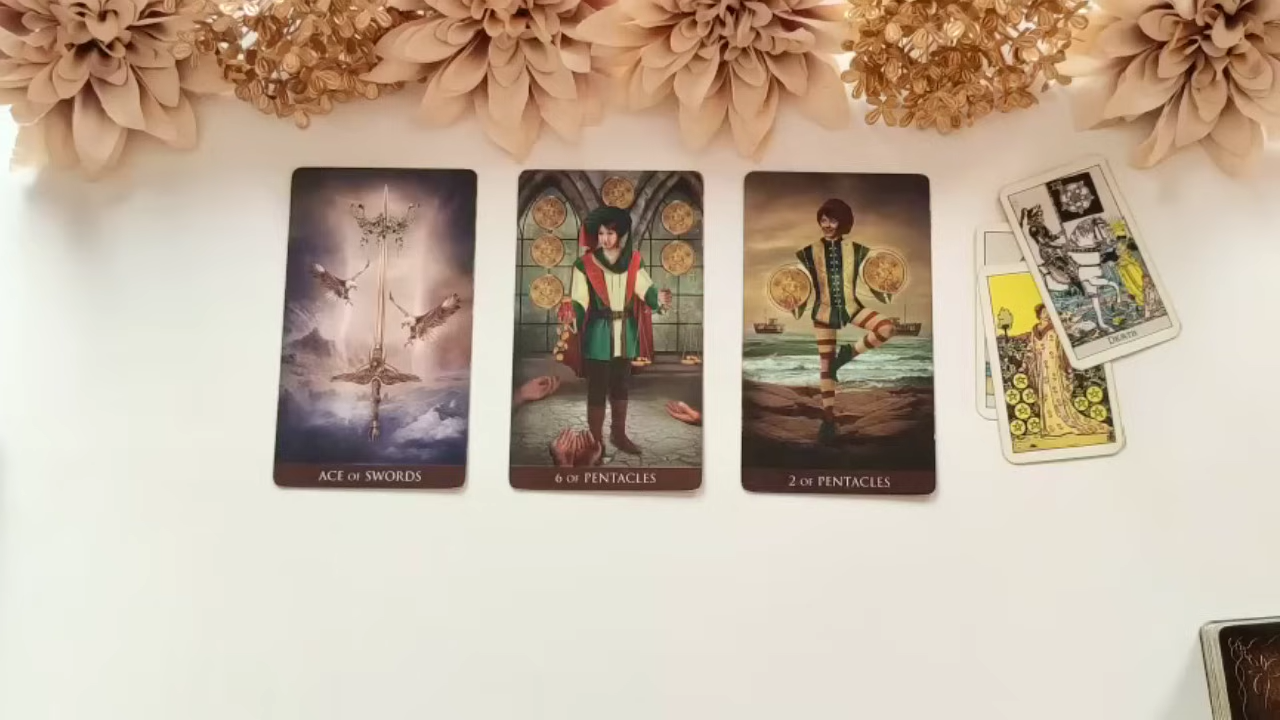 ACE OF SWORDS
6 OF PENTACLES
2 OF PENTACLES
DEATH